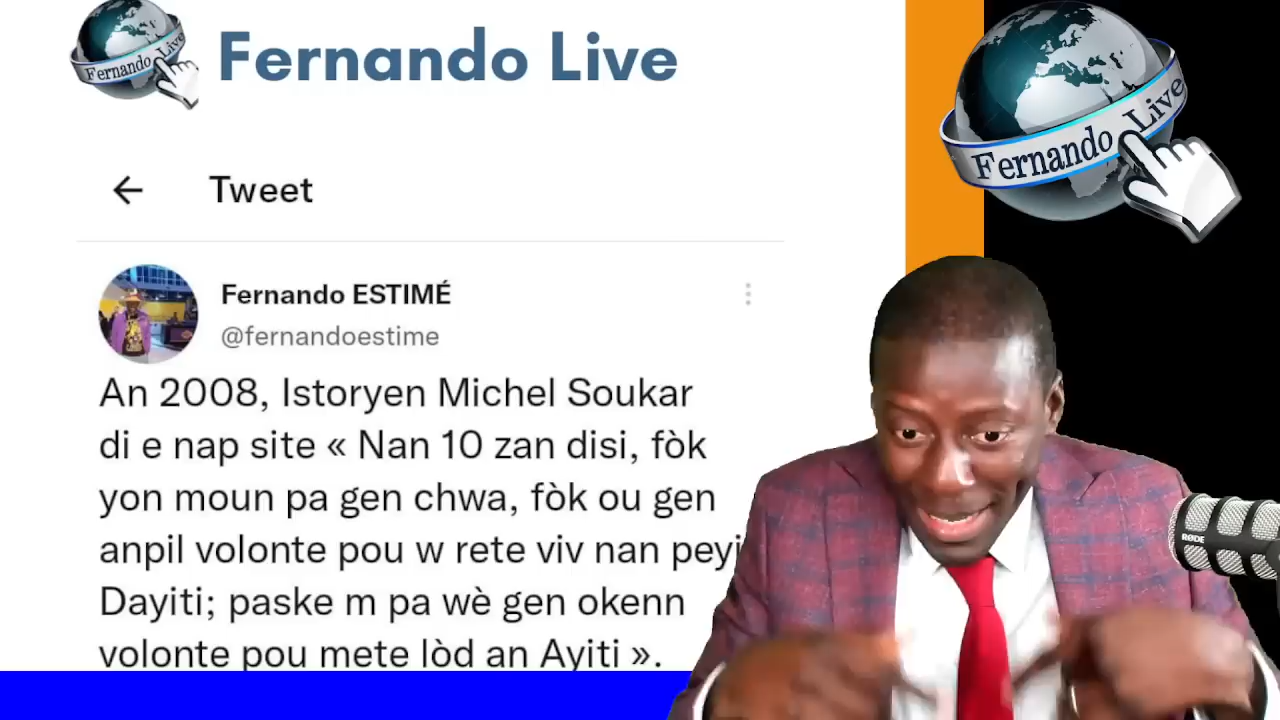 Fernando Live
Fernando Live
Fernando Live
Tweet
Fernando ESTIMÉ
@fernandoestime
An 2008, Istoryen Michel Soukar
di e nap site « Nan 10 zan disi, fòk
yon moun pa gen chwa, fòk ou gen
anpil volonte pou w rete viv nan peyi
Dayiti; paske m pa wè gen okenn
volonte pou mete lòd an Ayiti ».
RØDE